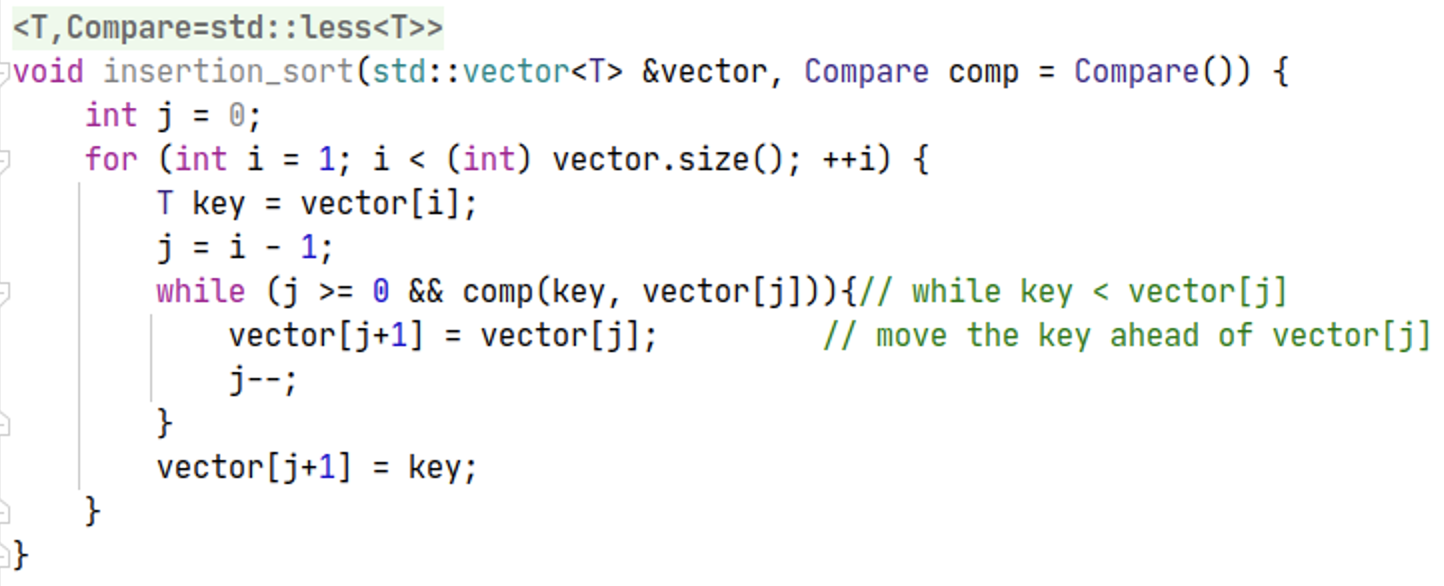 <T,Compare=std::less<T>>
void insertion_sort(std::vector<T> &vector, Compare comp = Compare()) {
    int j = 0;
    for (int i = 1; i < (int) vector.size(); ++i) {
        T key = vector[i];
        j = i - 1;
        while (j >= 0 && comp(key, vector[j])){// while key < vector[j]
            vector[j+1] = vector[j];         // move the key ahead of vector[j]
            j--;
        }
        vector[j+1] = key;
    }
}